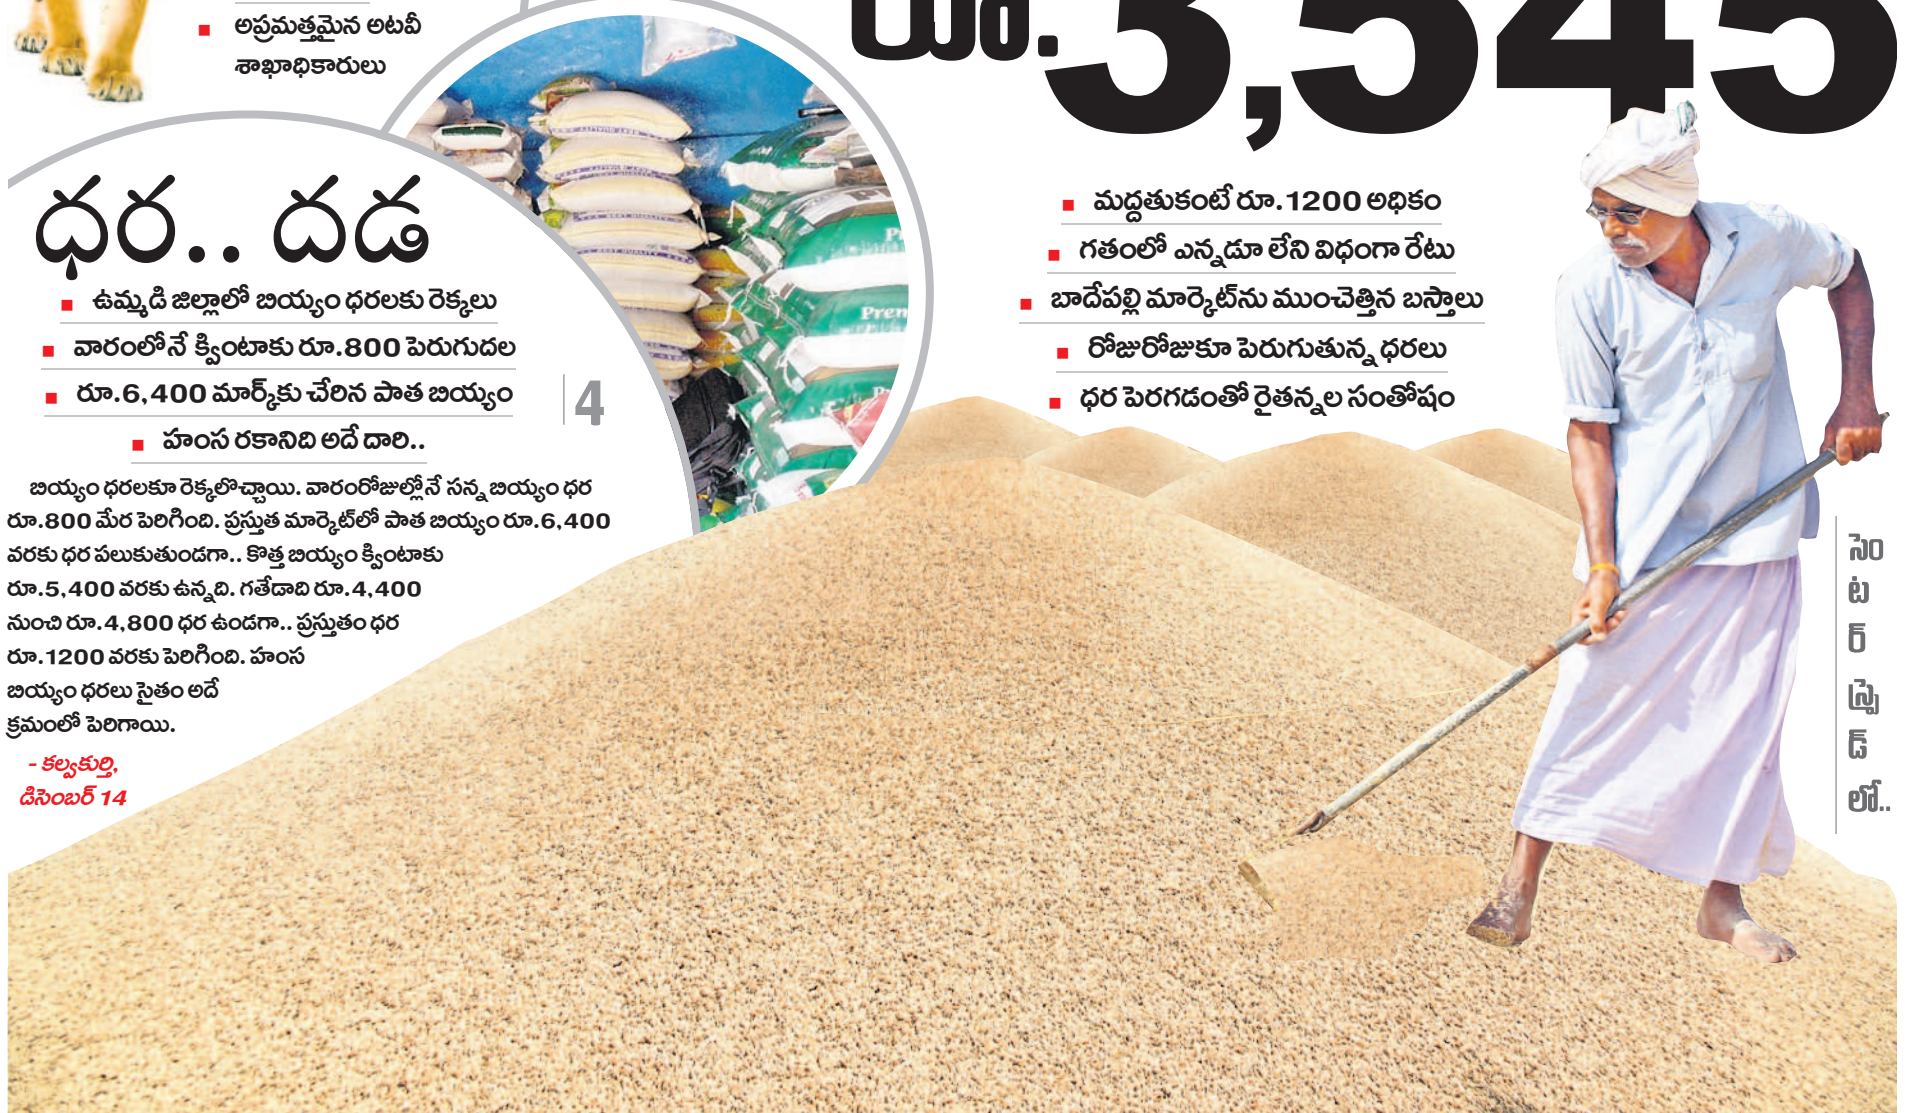 అప్రమత్తమైన అటవీ
శాఖాధికారులు
రూ.3,545
ధర.. దడ
ఉమ్మడి జిల్లాలో బియ్యం ధరలకు రెక్కలు
వారంలోనే క్వింటాకు రూ.800 పెరుగుదల
రూ.6,400 మార్క్‌కు చేరిన పాత బియ్యం
హంస రకానిది అదే దారి..
4
బియ్యం ధరలకూ రెక్కలొచ్చాయి. వారంరోజుల్లోనే సన్న బియ్యం ధర
రూ.800 మేర పెరిగింది. ప్రస్తుత మార్కెట్‌లో పాత బియ్యం రూ.6,400
వరకు ధర పలుకుతుండగా.. కొత్త బియ్యం క్వింటాకు
రూ.5,400 వరకు ఉన్నది. గతేడాది రూ.4,400
నుంచి రూ.4,800 ధర ఉండగా.. ప్రస్తుతం ధర
రూ.1200 వరకు పెరిగింది. హంస
బియ్యం ధరలు సైతం అదే
క్రమంలో పెరిగాయి.
- కల్వకుర్తి,
డిసెంబర్ 14
మద్దతుకంటే రూ.1200 అధికం
గతంలో ఎన్నడూ లేని విధంగా రేటు
బాదేపల్లి మార్కెట్‌ను ముంచెత్తిన బస్తాలు
రోజురోజుకూ పెరుగుతున్న ధరలు
ధర పెరగడంతో రైతన్నల సంతోషం
సెం
ట
ర్
స్ప్రె
డ్
లో..